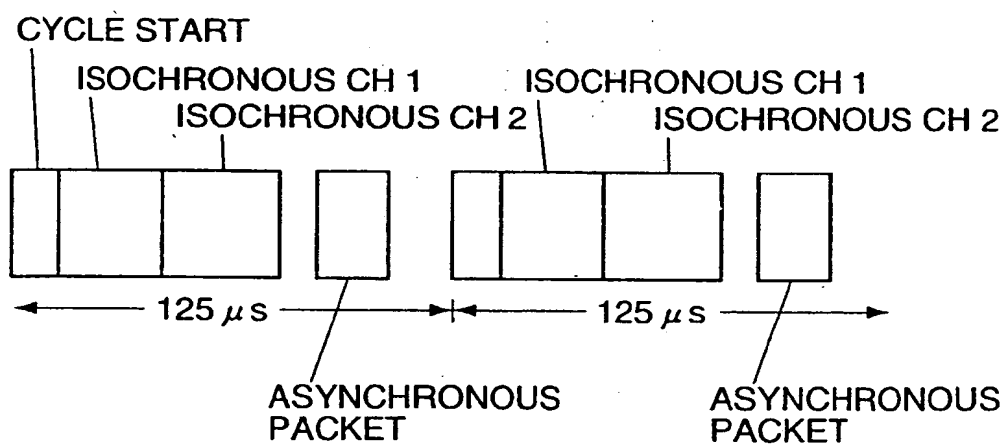 CYCLE START
ISOCHRONOUS CH 1
ISOCHRONOUS CH 1
ISOCHRONOUS CH 2
ISOCHRONOUS CH 2
125 μs
125 μs
ASYNCHRONOUS
PACKET
ASYNCHRONOUS
PACKET